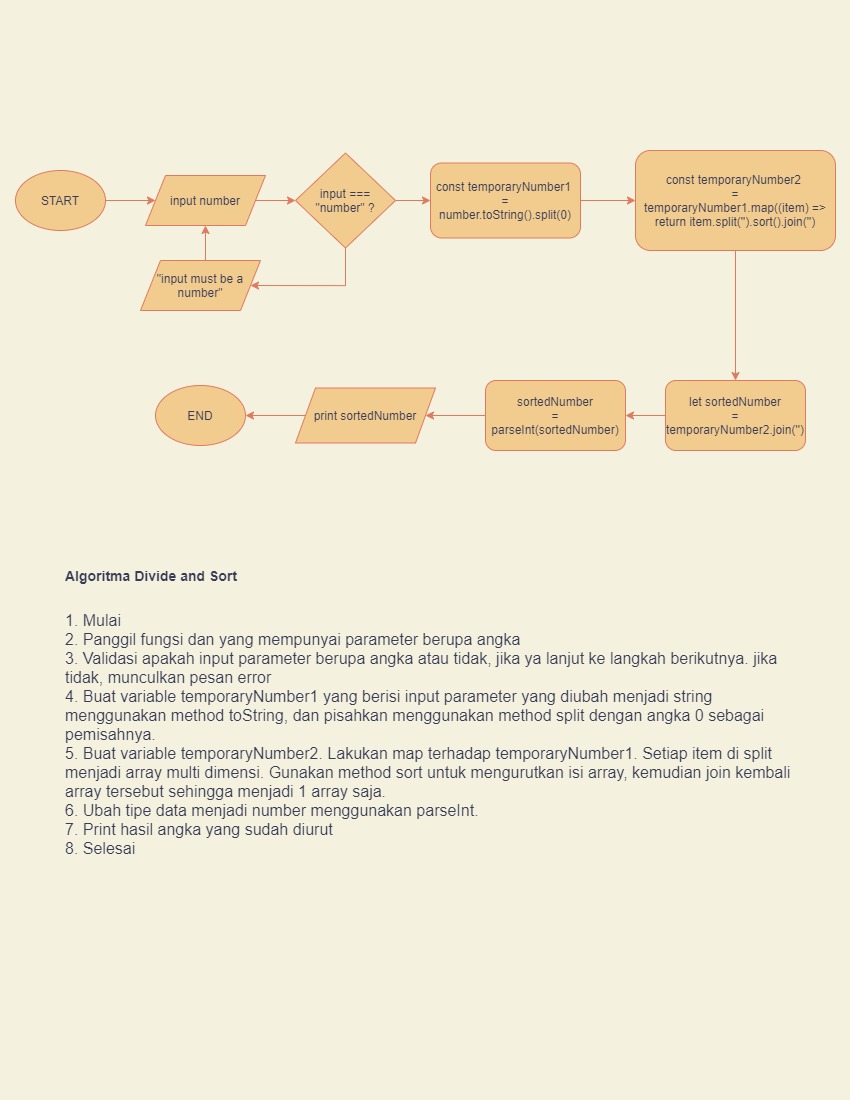 START
input number
input ===
"number" ?
const temporaryNumber1
=
number.toString().split(0)
const temporaryNumber2
=
temporaryNumber1.map((item) =>
return item.split('').sort().join('')
"input must be a
number"
let sortedNumber
=
temporaryNumber2.join('')
sortedNumber
=
parseInt(sortedNumber)
print sortedNumber
END
Algoritma Divide and Sort
1. Mulai
2. Panggil fungsi dan yang mempunyai parameter berupa angka
3. Validasi apakah input parameter berupa angka atau tidak, jika ya lanjut ke langkah berikutnya. jika
tidak, munculkan pesan error
4. Buat variable temporaryNumber1 yang berisi input parameter yang diubah menjadi string
menggunakan method toString, dan pisahkan menggunakan method split dengan angka 0 sebagai
pemisahnya.
5. Buat variable temporaryNumber2. Lakukan map terhadap temporaryNumber1. Setiap item di split
menjadi array multi dimensi. Gunakan method sort untuk mengurutkan isi array, kemudian join kembali
array tersebut sehingga menjadi 1 array saja.
6. Ubah tipe data menjadi number menggunakan parseInt.
7. Print hasil angka yang sudah diurut
8. Selesai